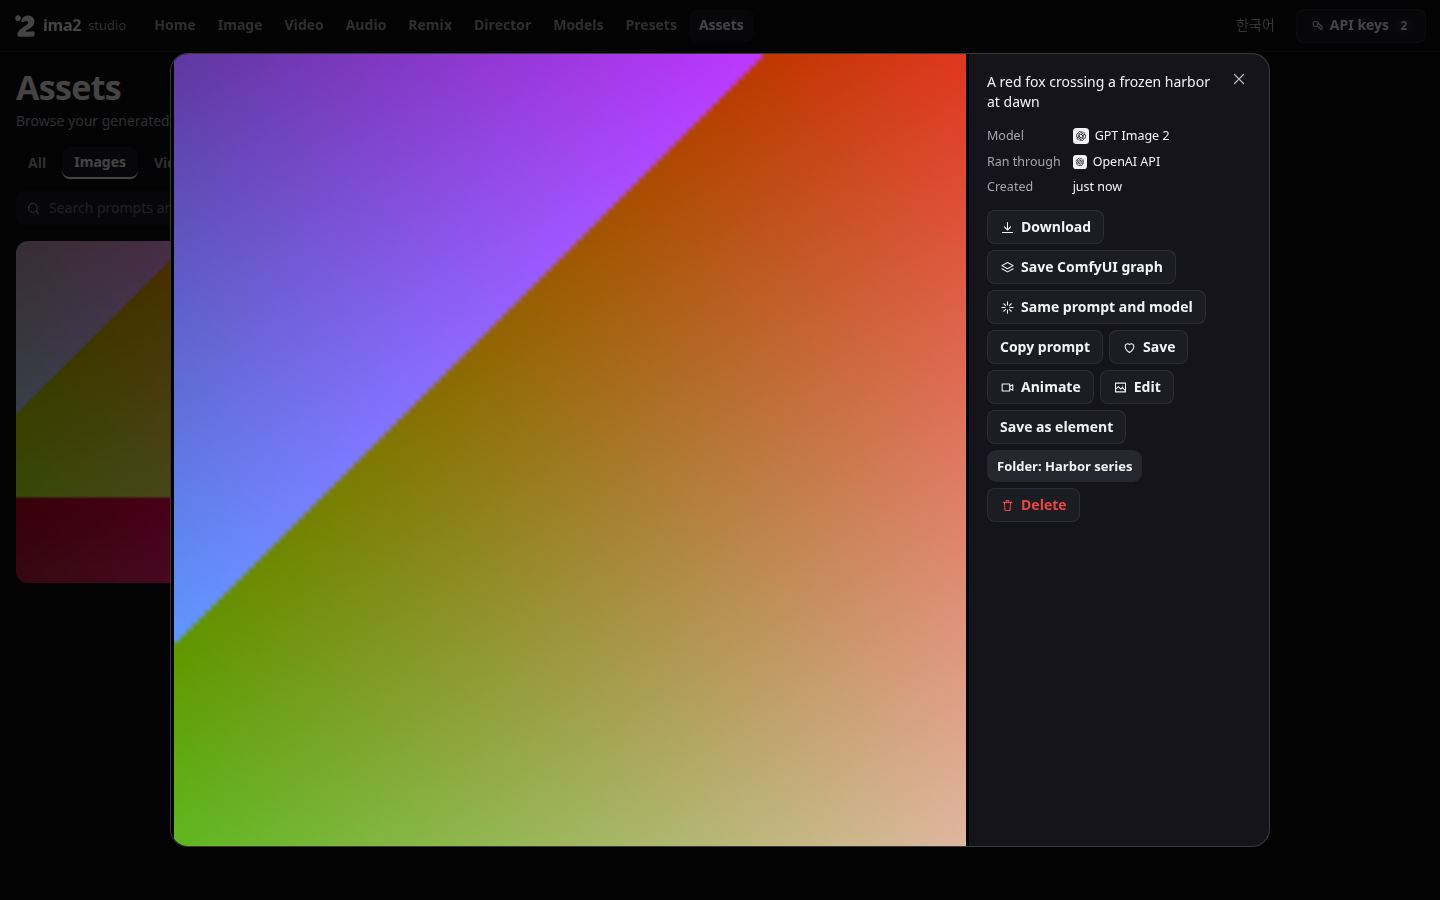 ima2 studio Home Image Video Audio Remix Director Models Presets Assets 한국어 API keys 2
Assets
Browse your generated
All Images
Search prompts
A red fox crossing a frozen harbor
at dawn
Model GPT Image 2
Ran through OpenAI API
Created just now
Download
Save ComfyUI graph
Same prompt and model
Copy prompt Save
Animate Edit
Save as element
Folder: Harbor series
Delete